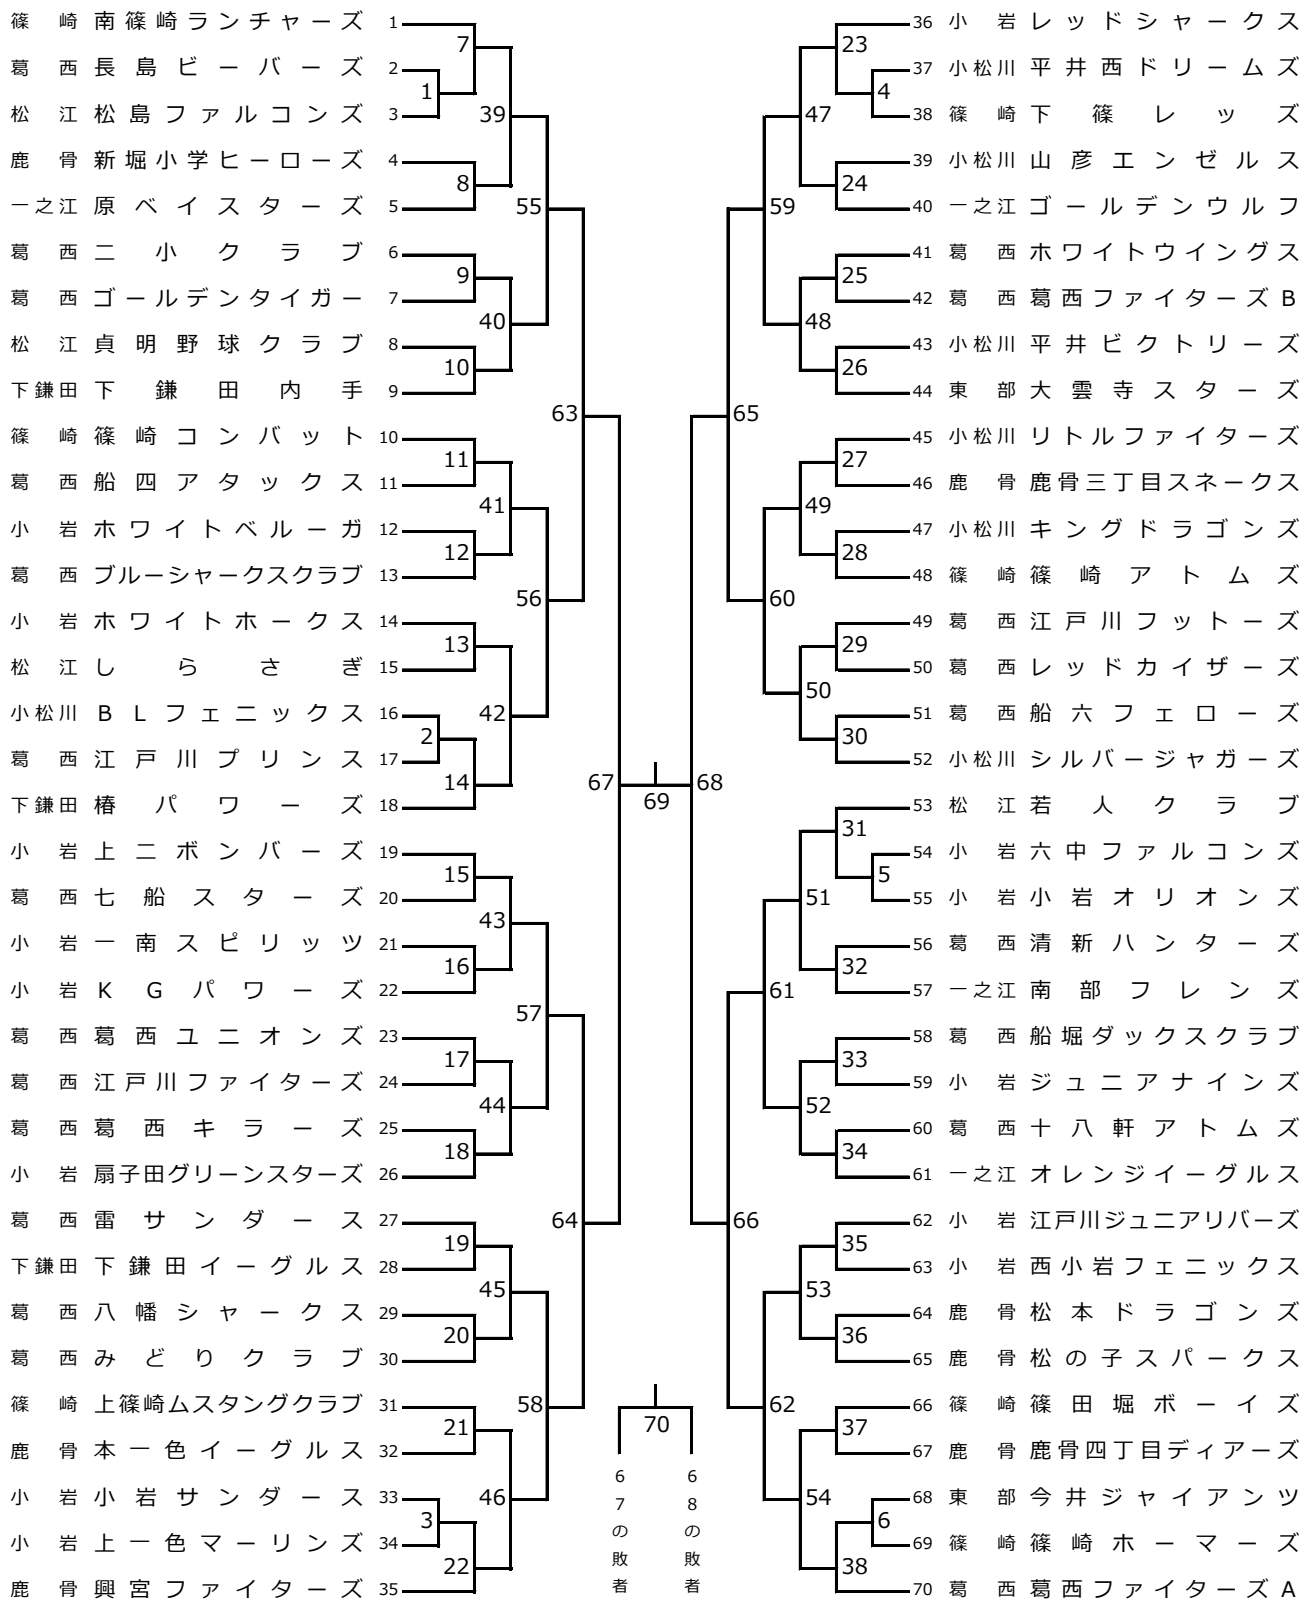 篠崎 南篠崎ランチャーズ 1
葛西 長島ビーバーズ 2
松江 松島ファルコンズ 3
鹿骨 新堀小学ヒーローズ 4
一之江 原ベイスターズ 5
葛西 二小クラブ 6
葛西 ゴールデンタイガー 7
松江 貞明野球クラブ 8
下鎌田 下鎌田内手 9
篠崎 篠崎コンバット 10
葛西 船四アタックス 11
小岩 ホワイトベルーガ 12
葛西 ブルーシャークスクラブ 13
小岩 ホワイトホークス 14
松江 しらさぎ 15
小松川 BLフェニックス 16
葛西 江戸川プリンス 17
下鎌田 椿パワーズ 18
小岩 上ニボンバーズ 19
葛西 七船スターズ 20
小岩 一南スピリッツ 21
小岩 KGパワーズ 22
葛西 葛西ユニオンズ 23
葛西 江戸川ファイターズ 24
葛西 葛西キラーズ 25
小岩 扇子田グリーンスターズ 26
葛西 雷サンダース 27
下鎌田 下鎌田イーグルス 28
葛西 八幡シャークス 29
葛西 みどりクラブ 30
篠崎 上篠崎ムスタングクラブ 31
鹿骨 本一色イーグルス 32
小岩 小岩サンダース 33
小岩 上一色マーリンズ 34
鹿骨 興宮ファイターズ 35
1
2
3
7
8
9
10
11
12
13
14
15
16
17
18
19
20
21
22
39
40
41
42
43
44
45
46
55
56
57
58
63
64
67
69
68
70
67の敗者
68の敗者
65
66
59
60
61
62
47
48
49
50
51
52
53
54
23
24
25
26
27
28
29
30
31
32
33
34
35
36
37
38
4
5
6
36 小岩 レッドシャークス
37 小松川 平井西ドリームズ
38 篠崎 下篠レッズ
39 小松川 山彦エンゼルス
40 一之江 ゴールデンウルフ
41 葛西 ホワイトウイングス
42 葛西 葛西ファイターズB
43 小松川 平井ビクトリーズ
44 東部 大雲寺スターズ
45 小松川 リトルファイターズ
46 鹿骨 鹿骨三丁目スネークス
47 小松川 キングドラゴンズ
48 篠崎 篠崎アトムズ
49 葛西 江戸川フットーズ
50 葛西 レッドカイザーズ
51 葛西 船六フェローズ
52 小松川 シルバージャガーズ
53 松江 若人クラブ
54 小岩 六中ファルコンズ
55 小岩 小岩オリオンズ
56 葛西 清新ハンターズ
57 一之江 南部フレンズ
58 葛西 船堀ダックスクラブ
59 小岩 ジュニアナインズ
60 葛西 十八軒アトムズ
61 一之江 オレンジイーグルス
62 小岩 江戸川ジュニアリバーズ
63 小岩 西小岩フェニックス
64 鹿骨 松本ドラゴンズ
65 鹿骨 松の子スパークス
66 篠崎 篠田堀ボーイズ
67 鹿骨 鹿骨四丁目ディアーズ
68 東部 今井ジャイアンツ
69 篠崎 篠崎ホーマーズ
70 葛西 葛西ファイターズA